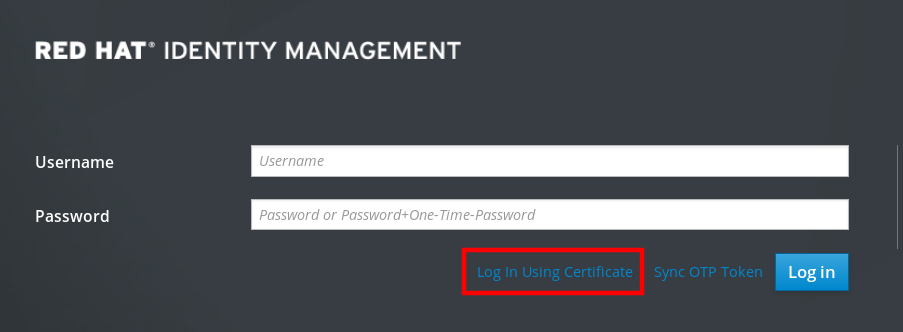 RED HAT® IDENTITY MANAGEMENT
Username Username
Password Password or Password+One-Time-Password
Log In Using Certificate Sync OTP Token Log in